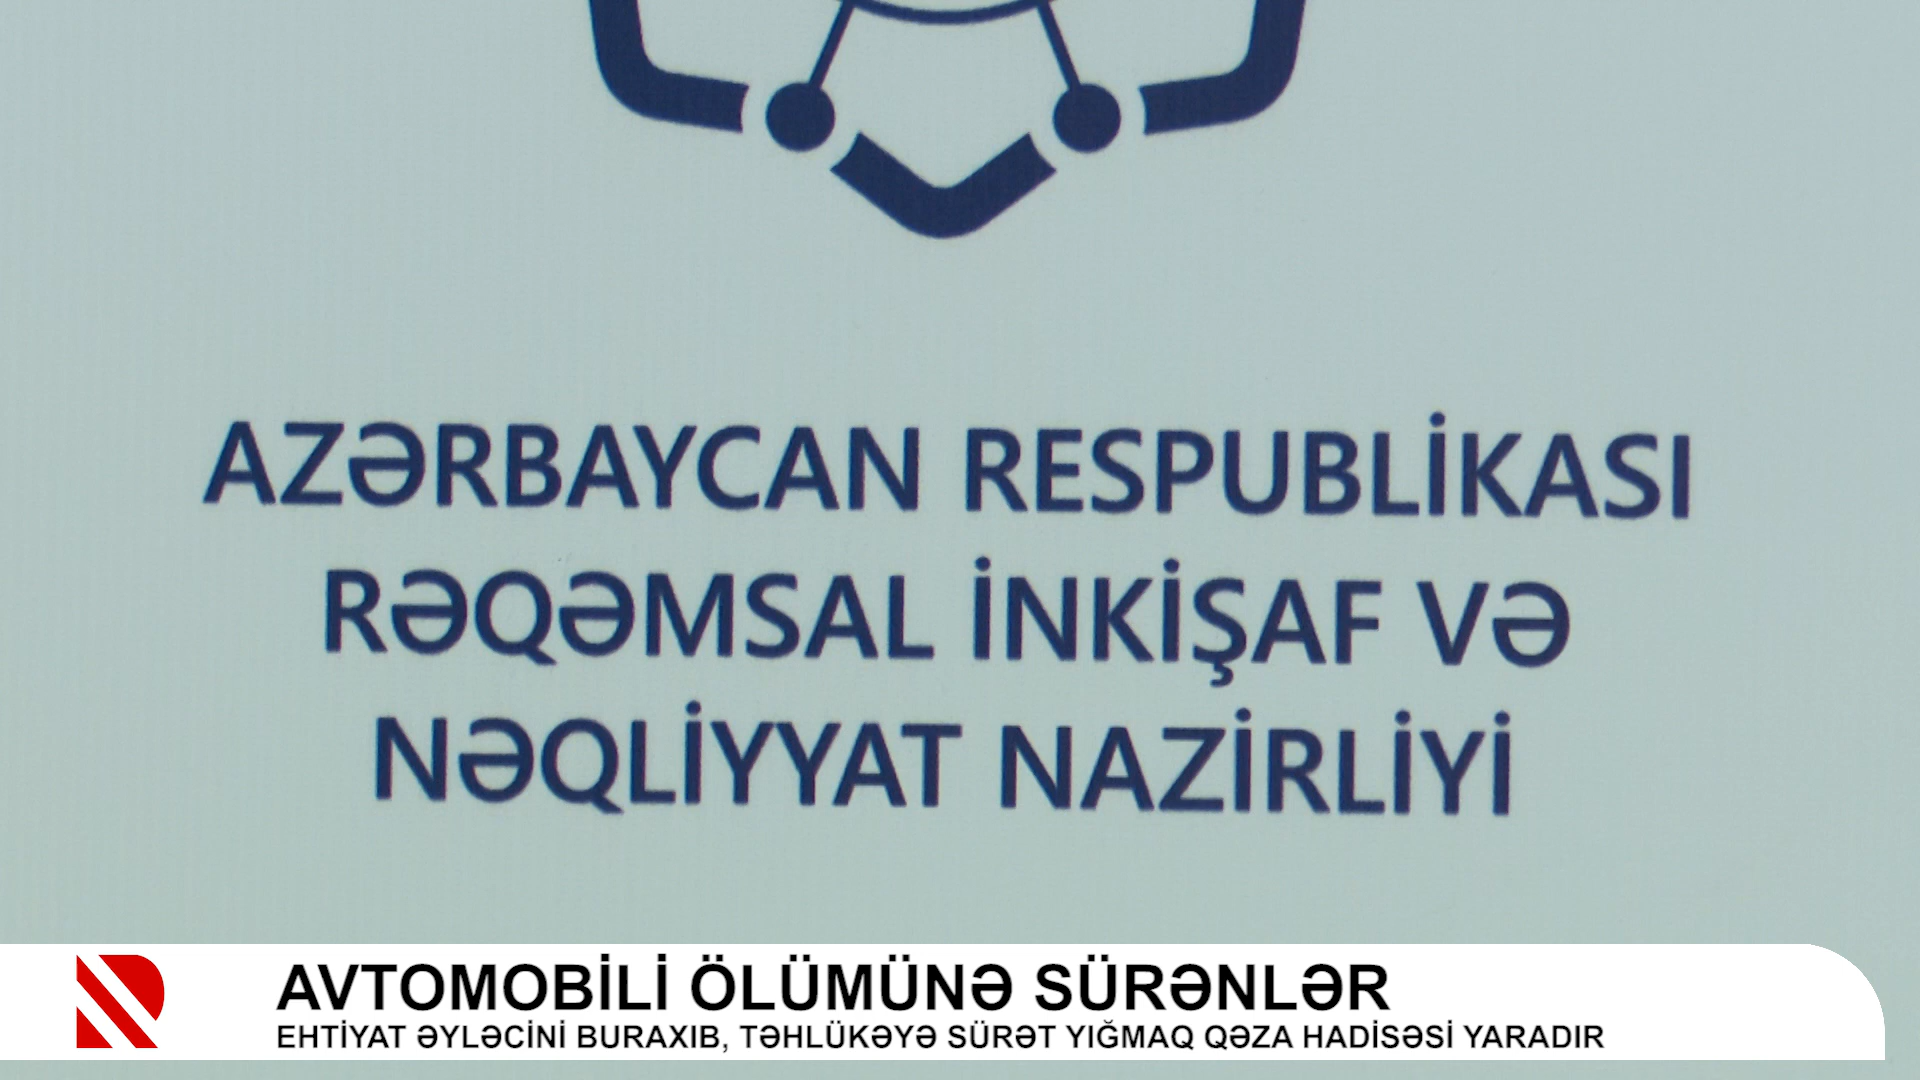 AZƏRBAYCAN RESPUBLİKASI
RƏQƏMSAL İNKİŞAF VƏ
NƏQLİYYAT NAZİRLİYİ
AVTOMOBİLİ ÖLÜMÜNƏ SÜRƏNLƏR
EHTİYAT ƏYLƏCİNİ BURAXIB, TƏHLÜKƏYƏ SÜRƏT YIĞMAQ QƏZA HADİSƏSİ YARADIR